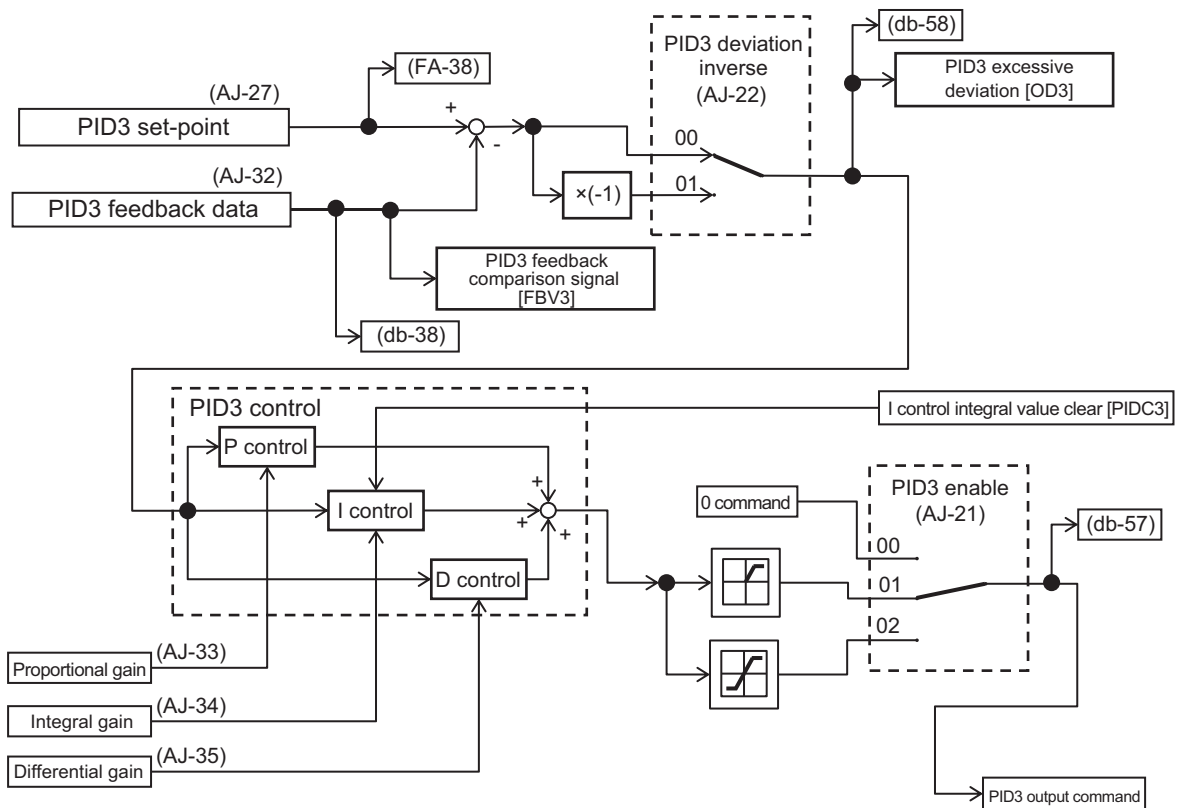 (db-58)
PID3 deviation
inverse
(AJ-22)
PID3 excessive
deviation [OD3]
(FA-38)
(AJ-27)
PID3 set-point
+
-
00
(AJ-32)
PID3 feedback data
×(-1)
01
PID3 feedback
comparison signal
[FBV3]
(db-38)
PID3 control
I control integral value clear [PIDC3]
P control
+
I control
+
+
D control
0 command
PID3 enable
(AJ-21)
(db-57)
00
01
02
Proportional gain
(AJ-33)
Integral gain
(AJ-34)
Differential gain
(AJ-35)
PID3 output command